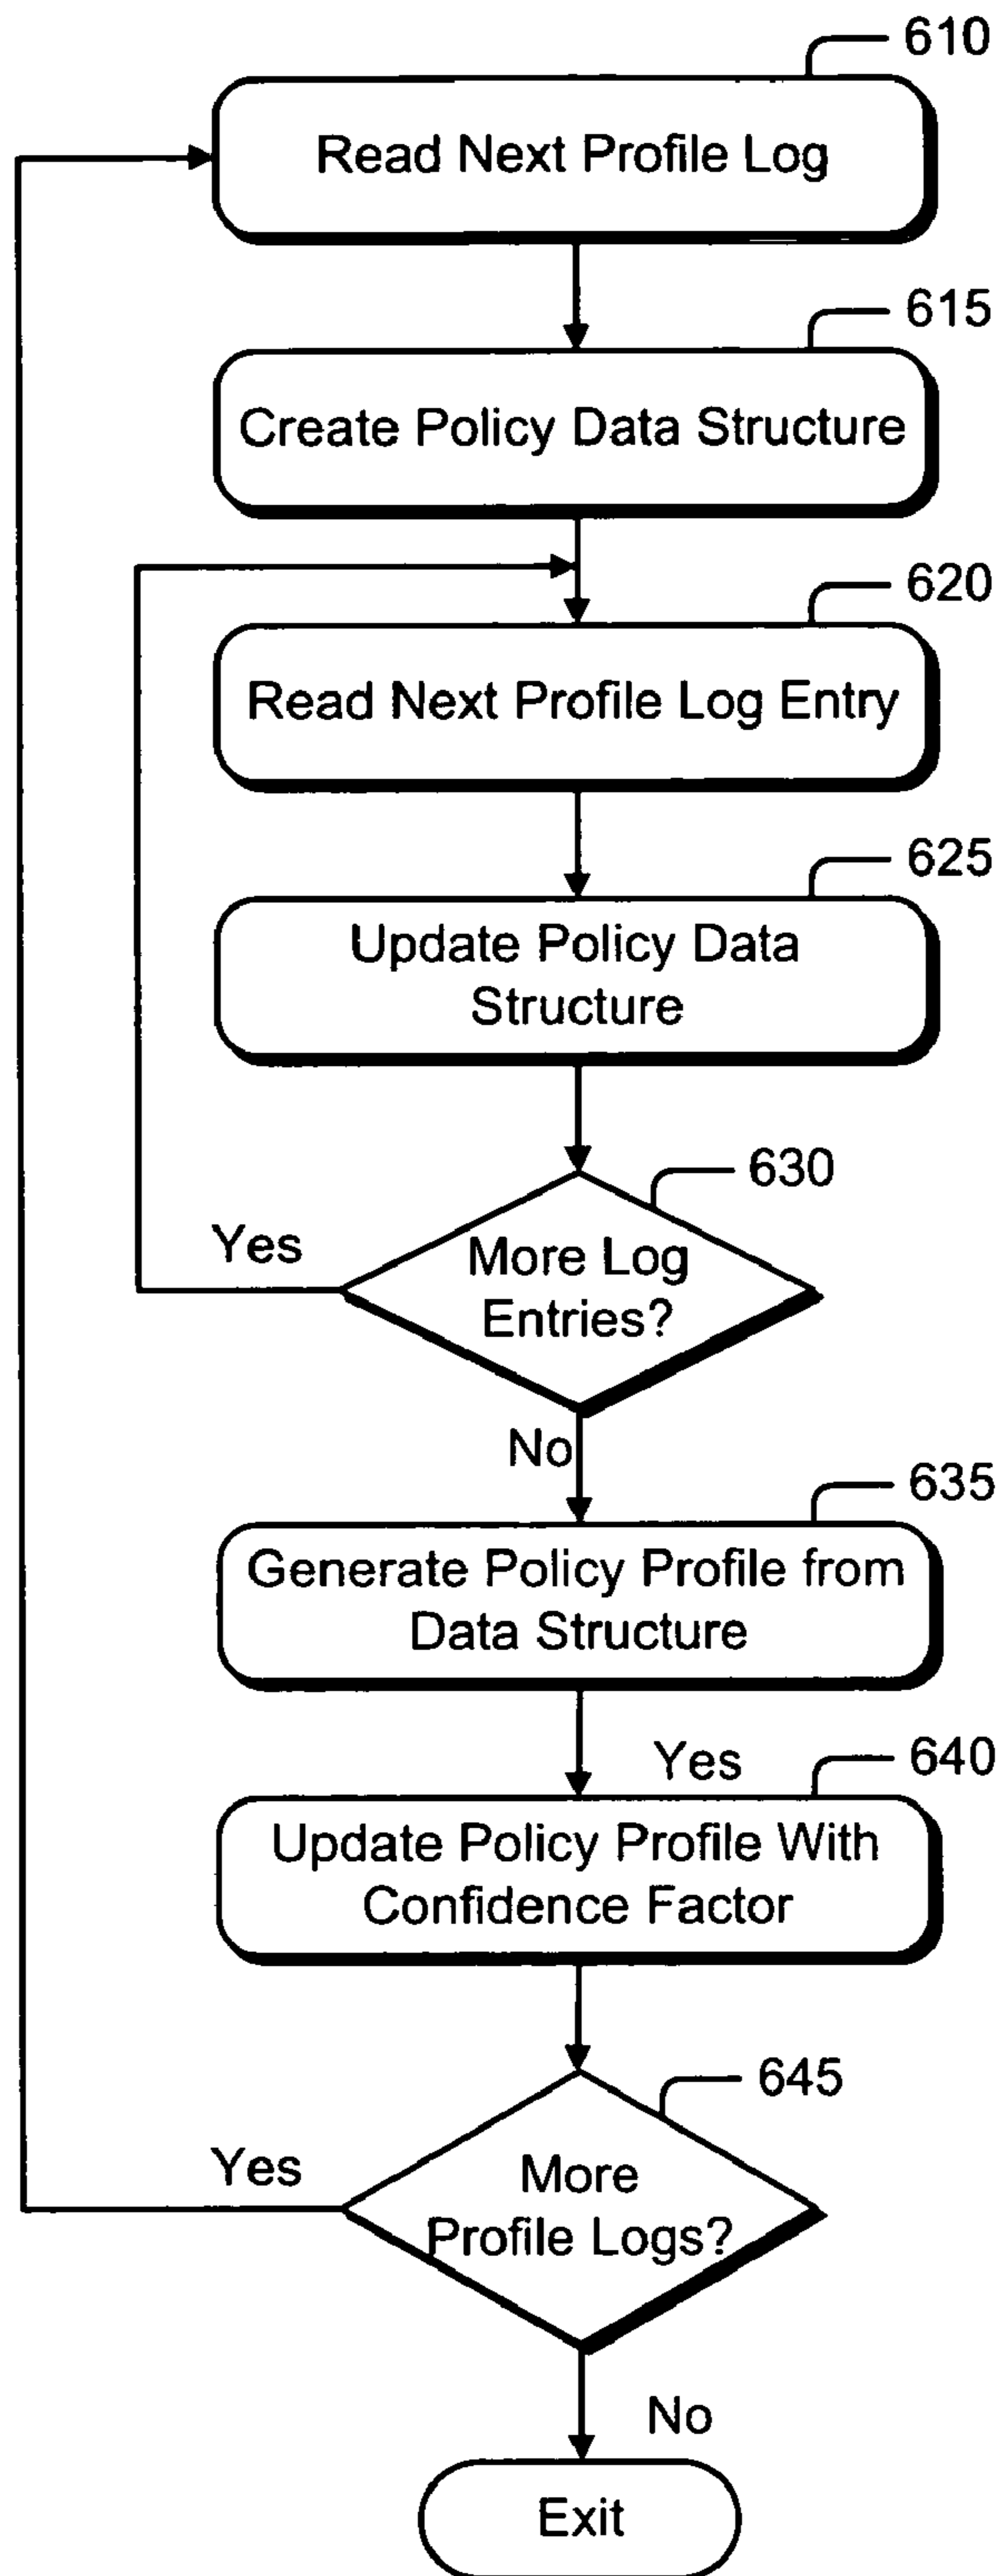 610
Read Next Profile Log
615
Create Policy Data Structure
620
Read Next Profile Log Entry
625
Update Policy Data
Structure
630
Yes
More Log
Entries?
No
635
Generate Policy Profile from
Data Structure
Yes
640
Update Policy Profile With
Confidence Factor
645
Yes
More
Profile Logs?
No
Exit